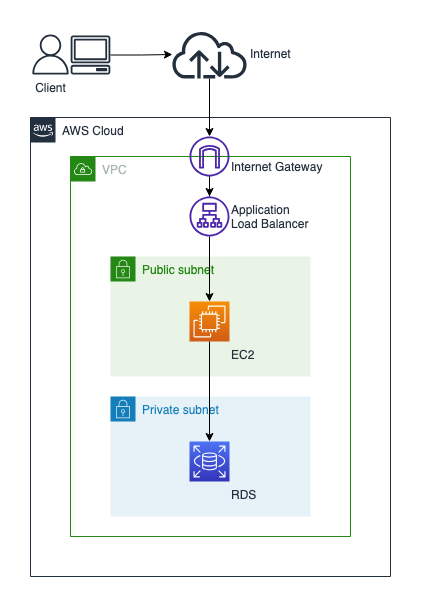 Internet
Client
aws
AWS Cloud
VPC
Internet Gateway
Application
Load Balancer
Public subnet
EC2
Private subnet
RDS